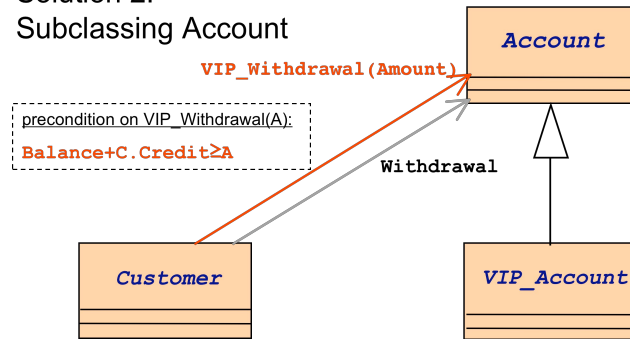 Solution 2:
Subclassing Account
Account
VIP_Withdrawal(Amount)
precondition on VIP_Withdrawal(A):
Balance+C.Credit≥A
Withdrawal
Customer
VIP_Account